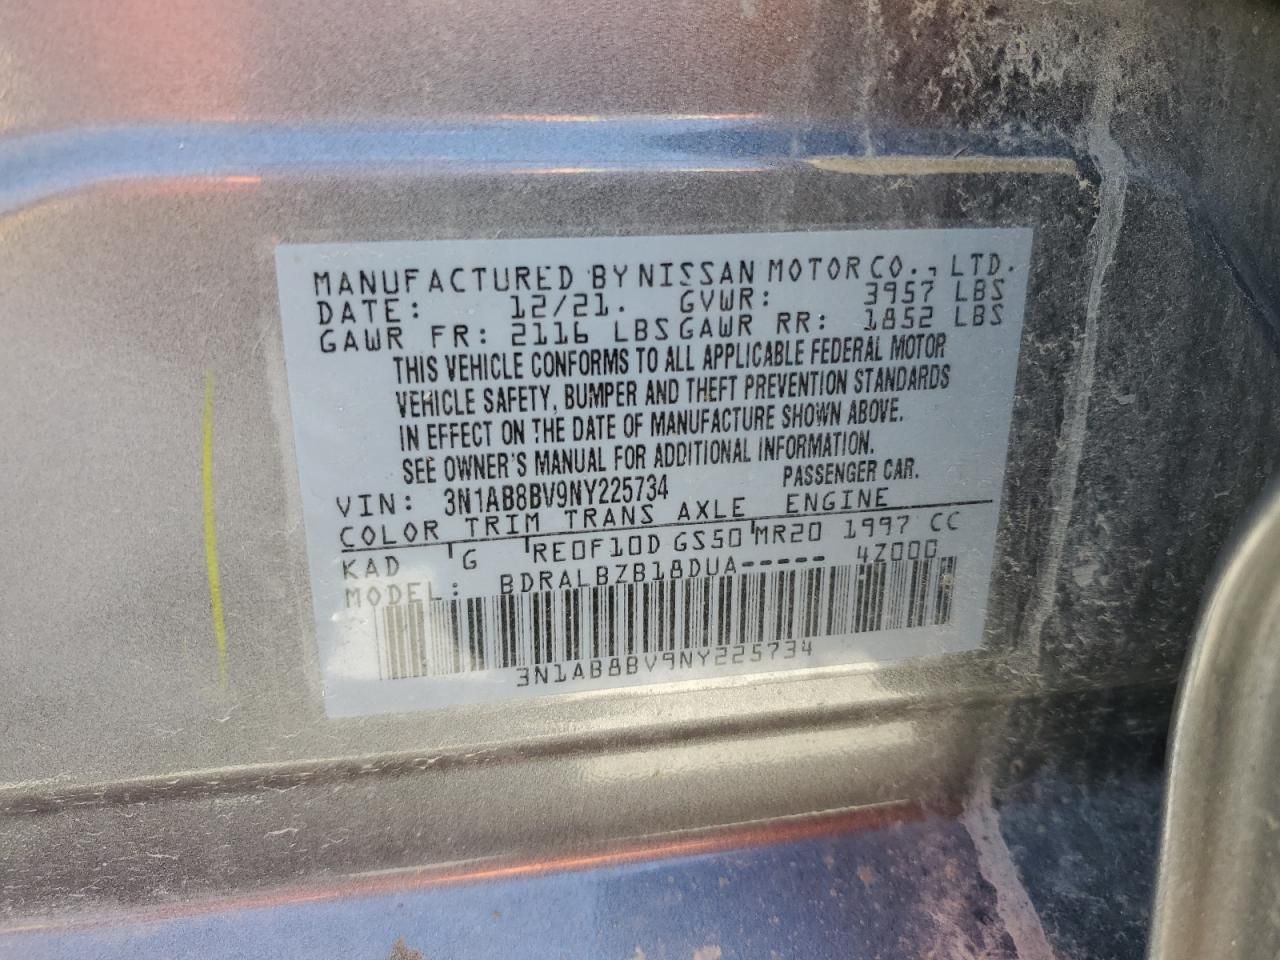 MANUFACTURED BY NISSAN MOTOR CO., LTD.
DATE: 12/21. GVWR: 3957 LBS
GAWR FR: 2116 LBS GAWR RR: 1852 LBS
THIS VEHICLE CONFORMS TO ALL APPLICABLE FEDERAL MOTOR
VEHICLE SAFETY, BUMPER AND THEFT PREVENTION STANDARDS
IN EFFECT ON THE DATE OF MANUFACTURE SHOWN ABOVE.
SEE OWNER'S MANUAL FOR ADDITIONAL INFORMATION.
VIN: 3N1AB8BV9NY225734 PASSENGER CAR.
COLOR TRIM TRANS AXLE ENGINE
KAD G RE0F10D GS50 MR20 1997 CC
MODEL: BDRALBZB18DUA----- 4Z000
3N1AB8BV9NY225734